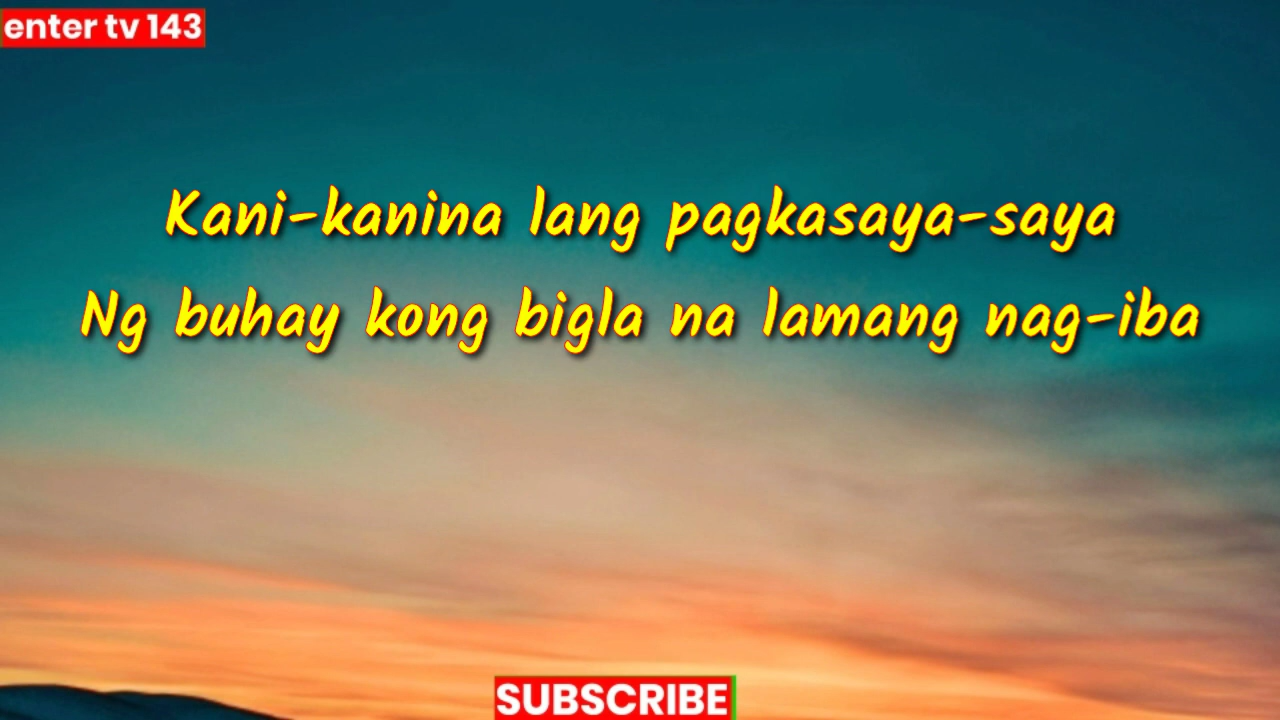 enter tv 143
Kani-kanina lang pagkasaya-saya
Ng buhay kong bigla na lamang nag-iba
SUBSCRIBE